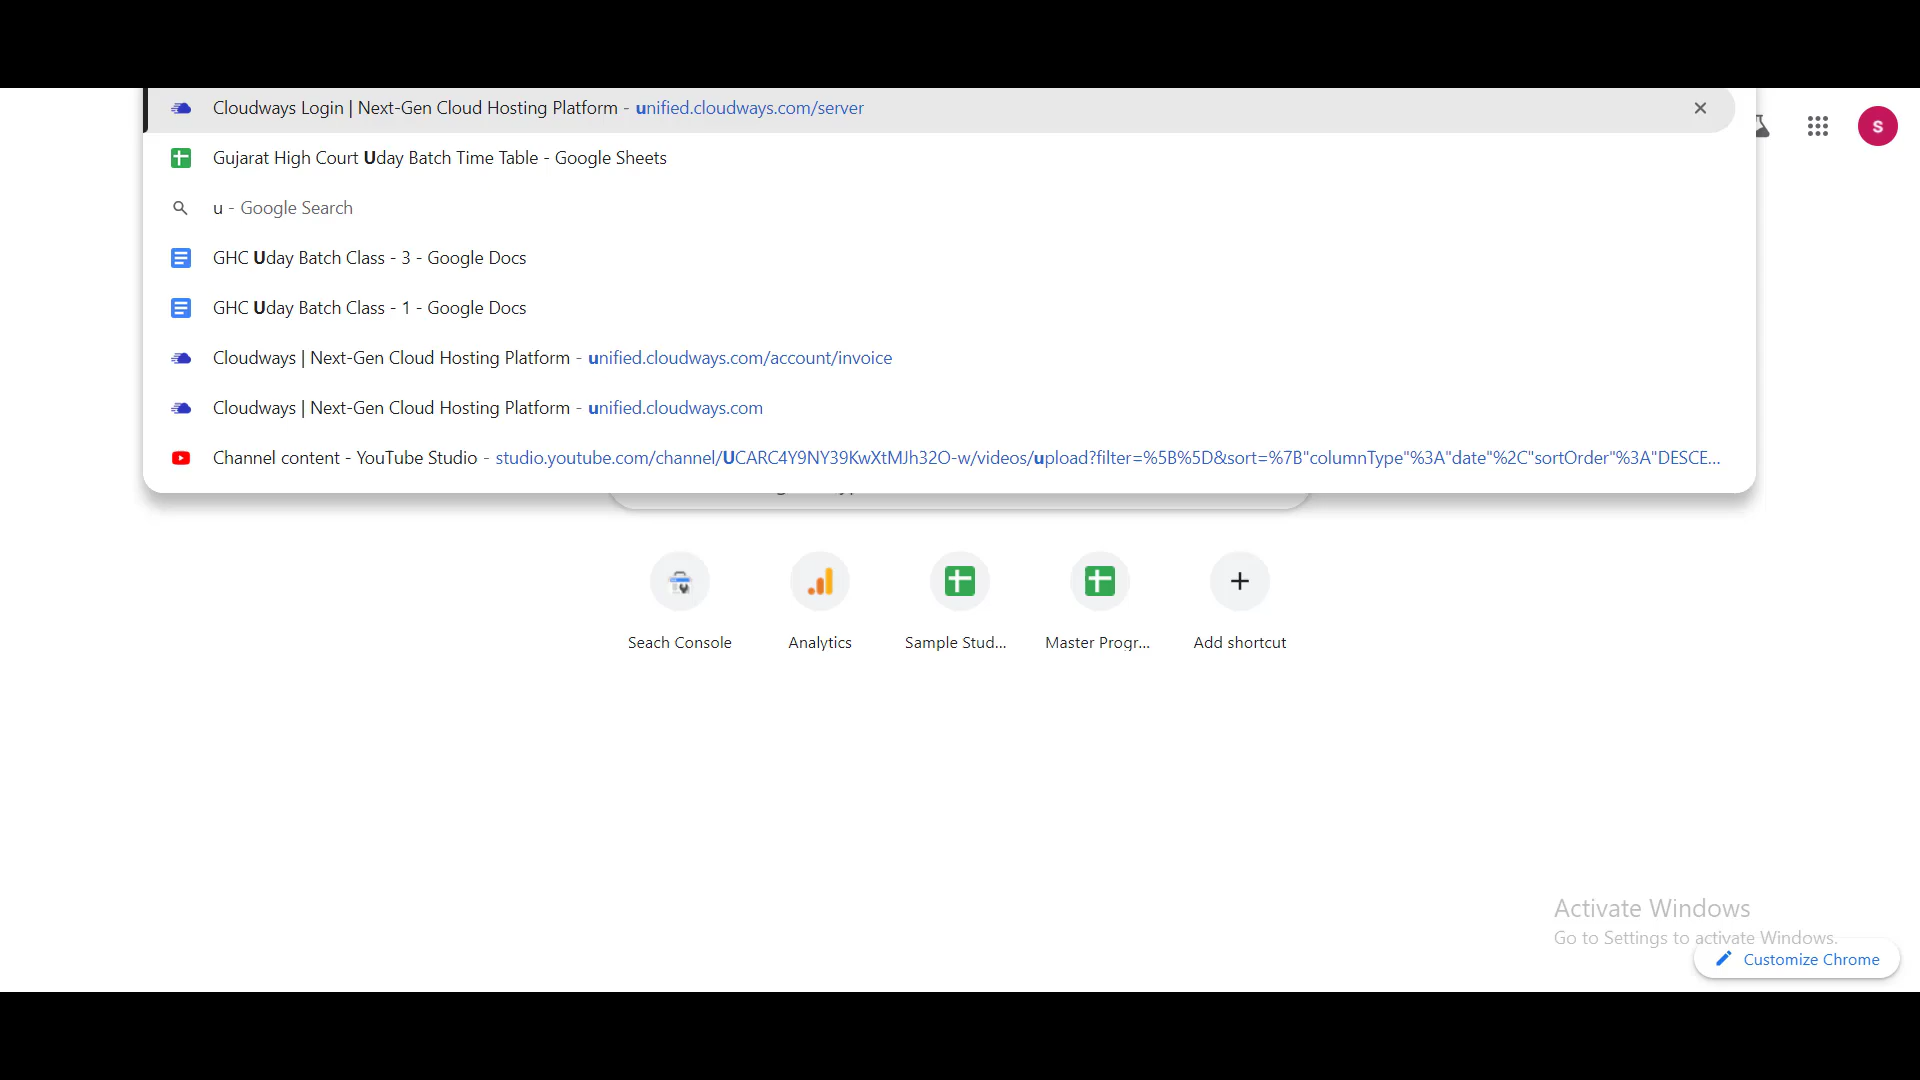 Cloudways Login | Next-Gen Cloud Hosting Platform - unified.cloudways.com/server
S
Gujarat High Court Uday Batch Time Table - Google Sheets
u - Google Search
GHC Uday Batch Class - 3 - Google Docs
GHC Uday Batch Class - 1 - Google Docs
Cloudways | Next-Gen Cloud Hosting Platform - unified.cloudways.com/account/invoice
Cloudways | Next-Gen Cloud Hosting Platform - unified.cloudways.com
Channel content - YouTube Studio - studio.youtube.com/channel/UCARC4Y9NY39KwXtMJh32O-w/videos/upload?filter=%5B%5D&sort=%7B"columnType"%3A"date"%2C"sortOrder"%3A"DESCE...
Seach Console
Analytics
Sample Stud...
Master Progr...
Add shortcut
Activate Windows
Go to Settings to activate Windows.
Customize Chrome